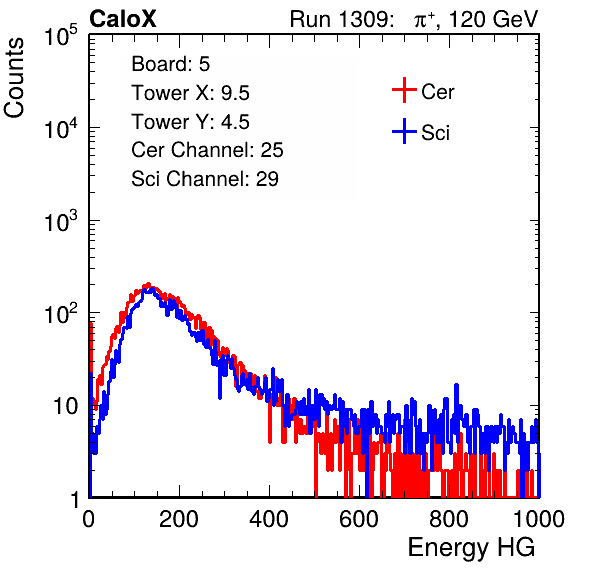 CaloX Run 1309: π⁺, 120 GeV
Counts
10⁵
10⁴
10³
10²
10
1
Board: 5
Tower X: 9.5
Tower Y: 4.5
Cer Channel: 25
Sci Channel: 29
Cer
Sci
0 200 400 600 800 1000
Energy HG